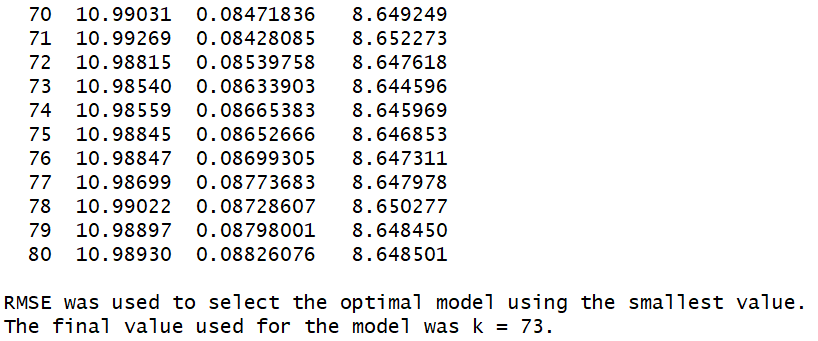 70 10.99031 0.08471836 8.649249
71 10.99269 0.08428085 8.652273
72 10.98815 0.08539758 8.647618
73 10.98540 0.08633903 8.644596
74 10.98559 0.08665383 8.645969
75 10.98845 0.08652666 8.646853
76 10.98847 0.08699305 8.647311
77 10.98699 0.08773683 8.647978
78 10.99022 0.08728607 8.650277
79 10.98897 0.08798001 8.648450
80 10.98930 0.08826076 8.648501
RMSE was used to select the optimal model using the smallest value.
The final value used for the model was k = 73.